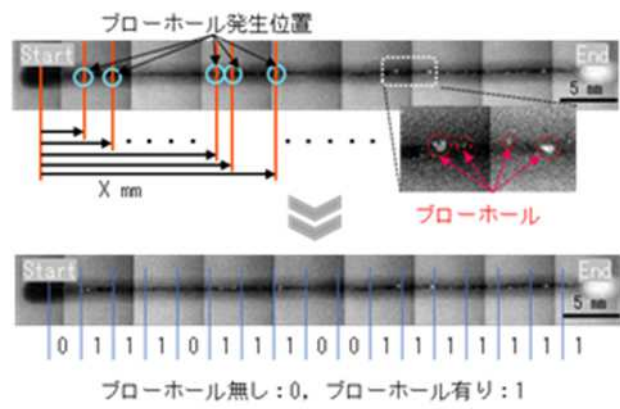 ブローホール発生位置
Start
End
5 mm
X mm
ブローホール
Start
End
5 mm
0 1 1 1 0 1 1 1 0 0 1 1 1 1 1 1 1
ブローホール無し:0, ブローホール有り:1